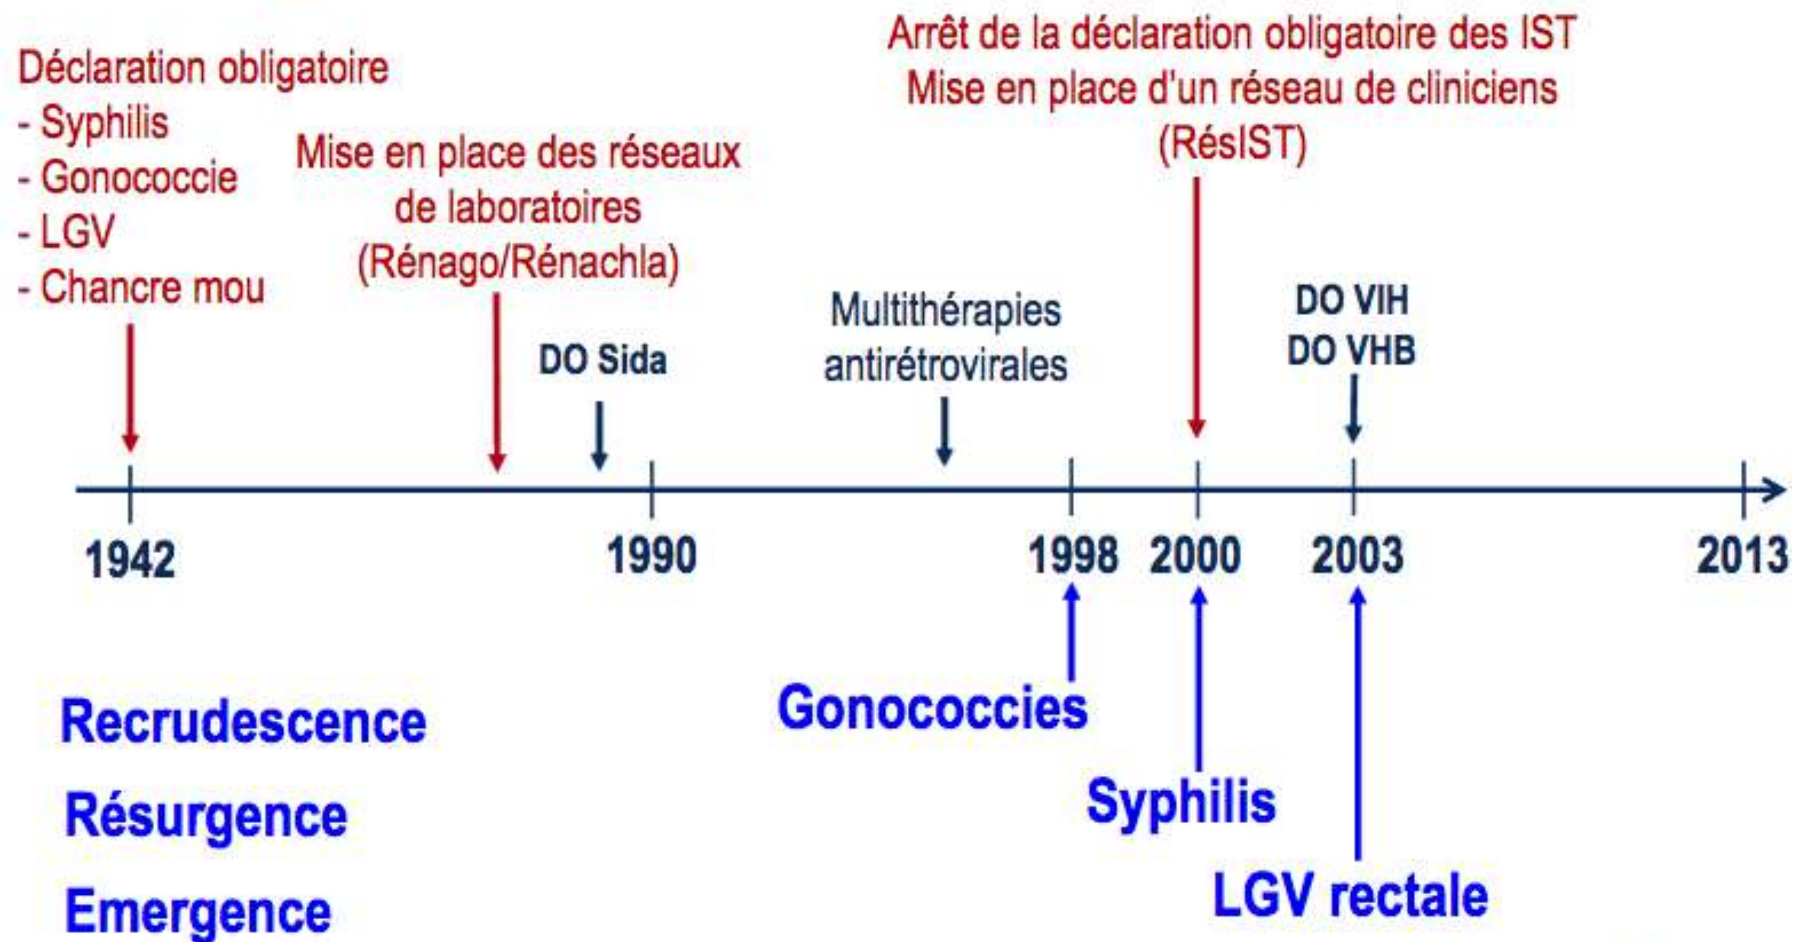 Déclaration obligatoire
- Syphilis
- Gonococcie
- LGV
- Chancre mou
Mise en place des réseaux
de laboratoires
(Rénago/Rénachla)
DO Sida
Multithérapies
antirétrovirales
Arrêt de la déclaration obligatoire des IST
Mise en place d'un réseau de cliniciens
(RésIST)
DO VIH
DO VHB
1942
1990
1998
2000
2003
2013
Recrudescence
Gonococcies
Résurgence
Syphilis
Emergence
LGV rectale